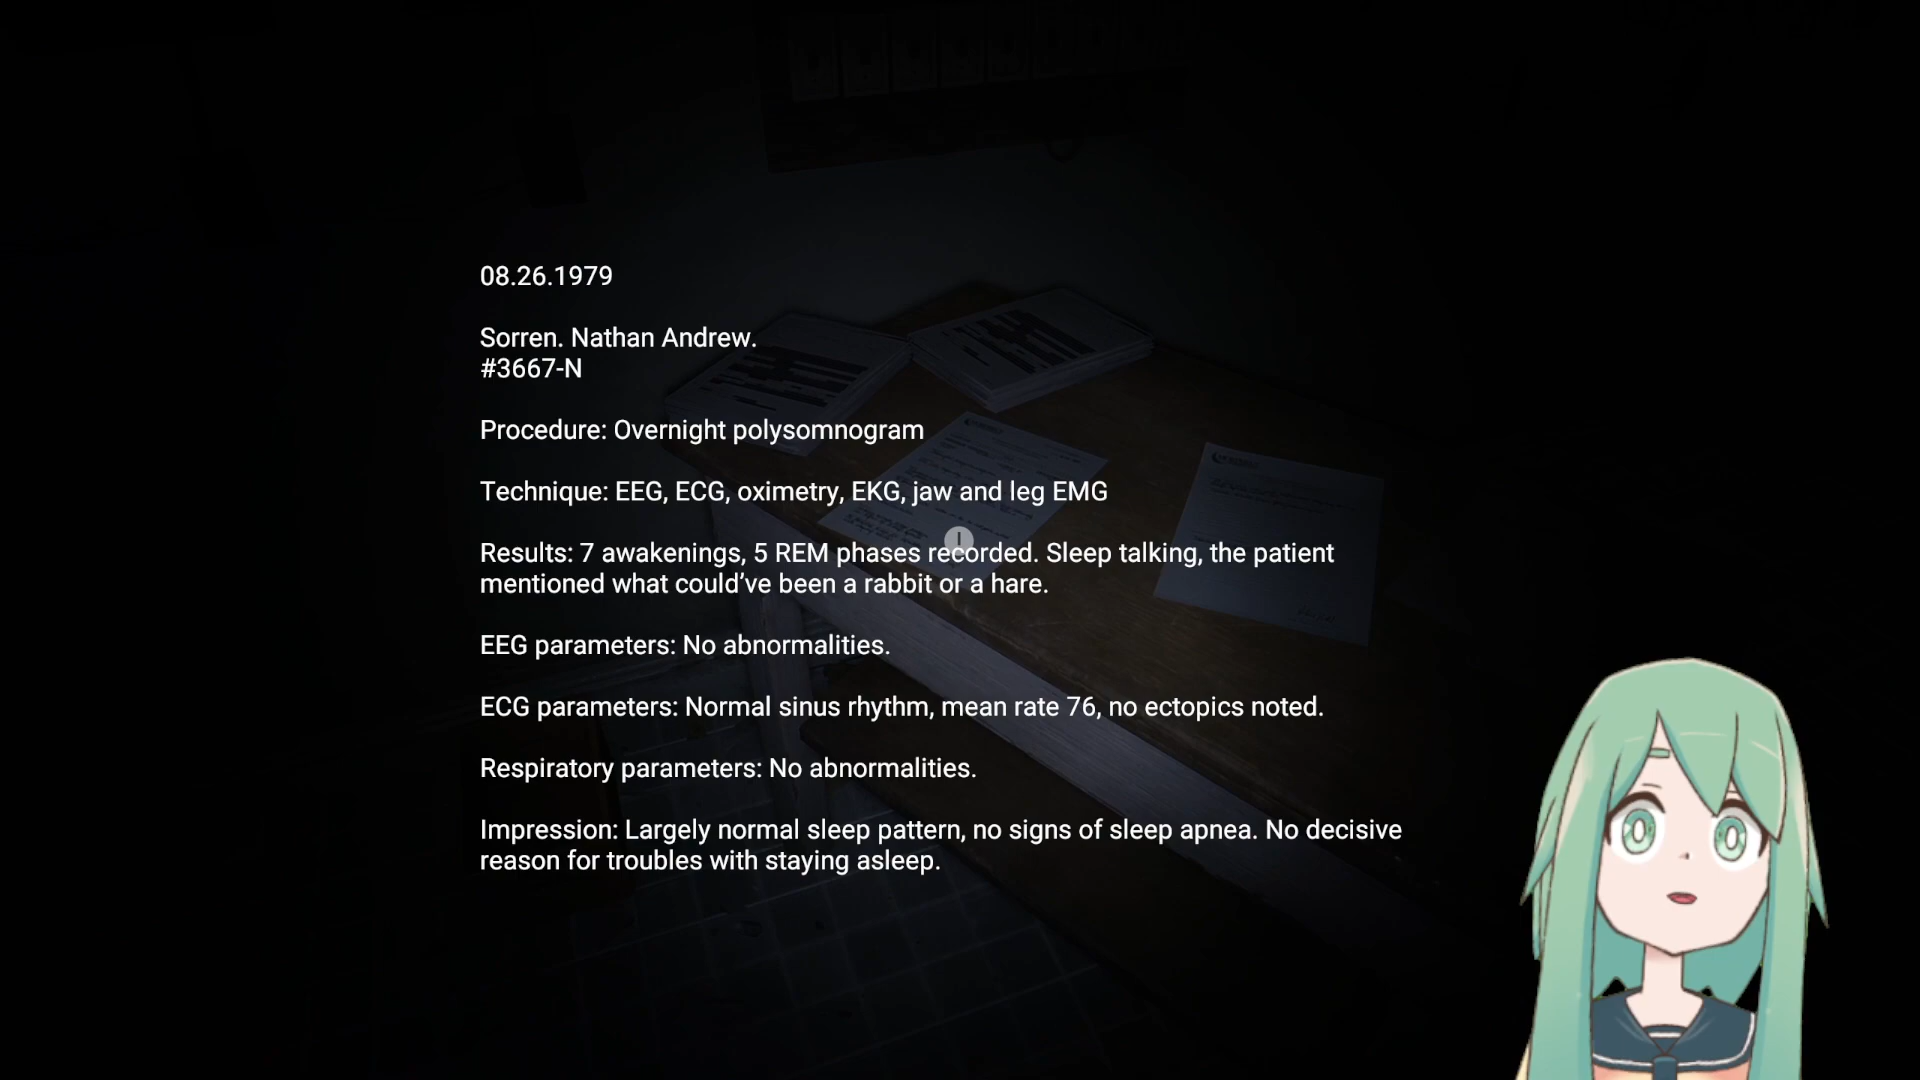 08.26.1979
Sorren. Nathan Andrew.
#3667-N
Procedure: Overnight polysomnogram
Technique: EEG, ECG, oximetry, EKG, jaw and leg EMG
Results: 7 awakenings, 5 REM phases recorded. Sleep talking, the patient
mentioned what could’ve been a rabbit or a hare.
EEG parameters: No abnormalities.
ECG parameters: Normal sinus rhythm, mean rate 76, no ectopics noted.
Respiratory parameters: No abnormalities.
Impression: Largely normal sleep pattern, no signs of sleep apnea. No decisive
reason for troubles with staying asleep.